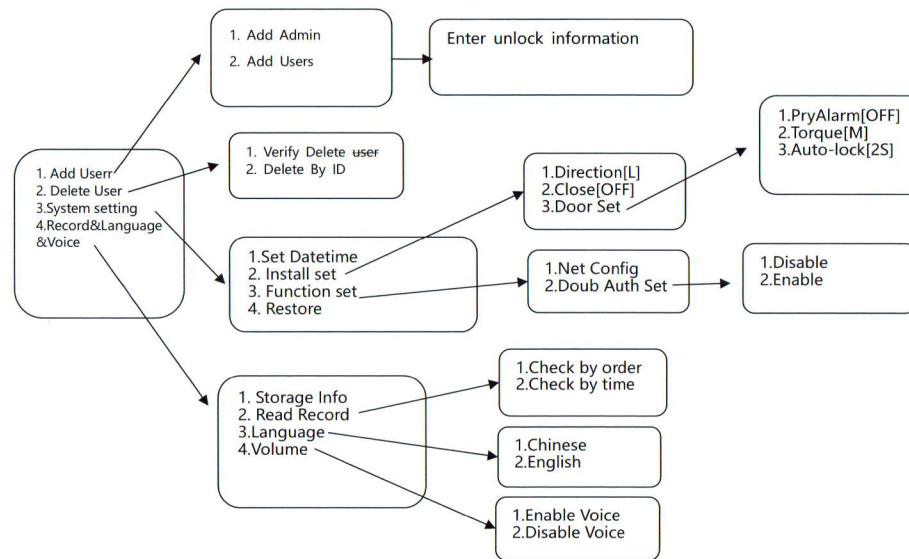 1. Add Admin
2. Add Users
Enter unlock information
1. Add Userr
2. Delete User
3.System setting
4.Record&Language
&Voice
1. Verify Delete user
2. Delete By ID
1.Set Datetime
2. Install set
3. Function set
4. Restore
1.Direction[L]
2.Close[OFF]
3.Door Set
1.PryAlarm[OFF]
2.Torque[M]
3.Auto-lock[2S]
1.Net Config
2.Doub Auth Set
1.Disable
2.Enable
1. Storage Info
2. Read Record
3.Language
4.Volume
1.Check by order
2.Check by time
1.Chinese
2.English
1.Enable Voice
2.Disable Voice